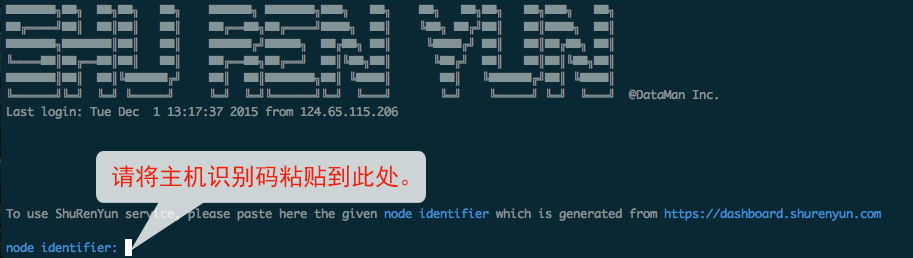 SHU REN YUN
@DataMan Inc.
Last login: Tue Dec  1 13:17:37 2015 from 124.65.115.206
请将主机识别码粘贴到此处。
To use ShuRenYun service, please paste here the given node identifier which is generated from https://dashboard.shurenyun.com
node identifier: